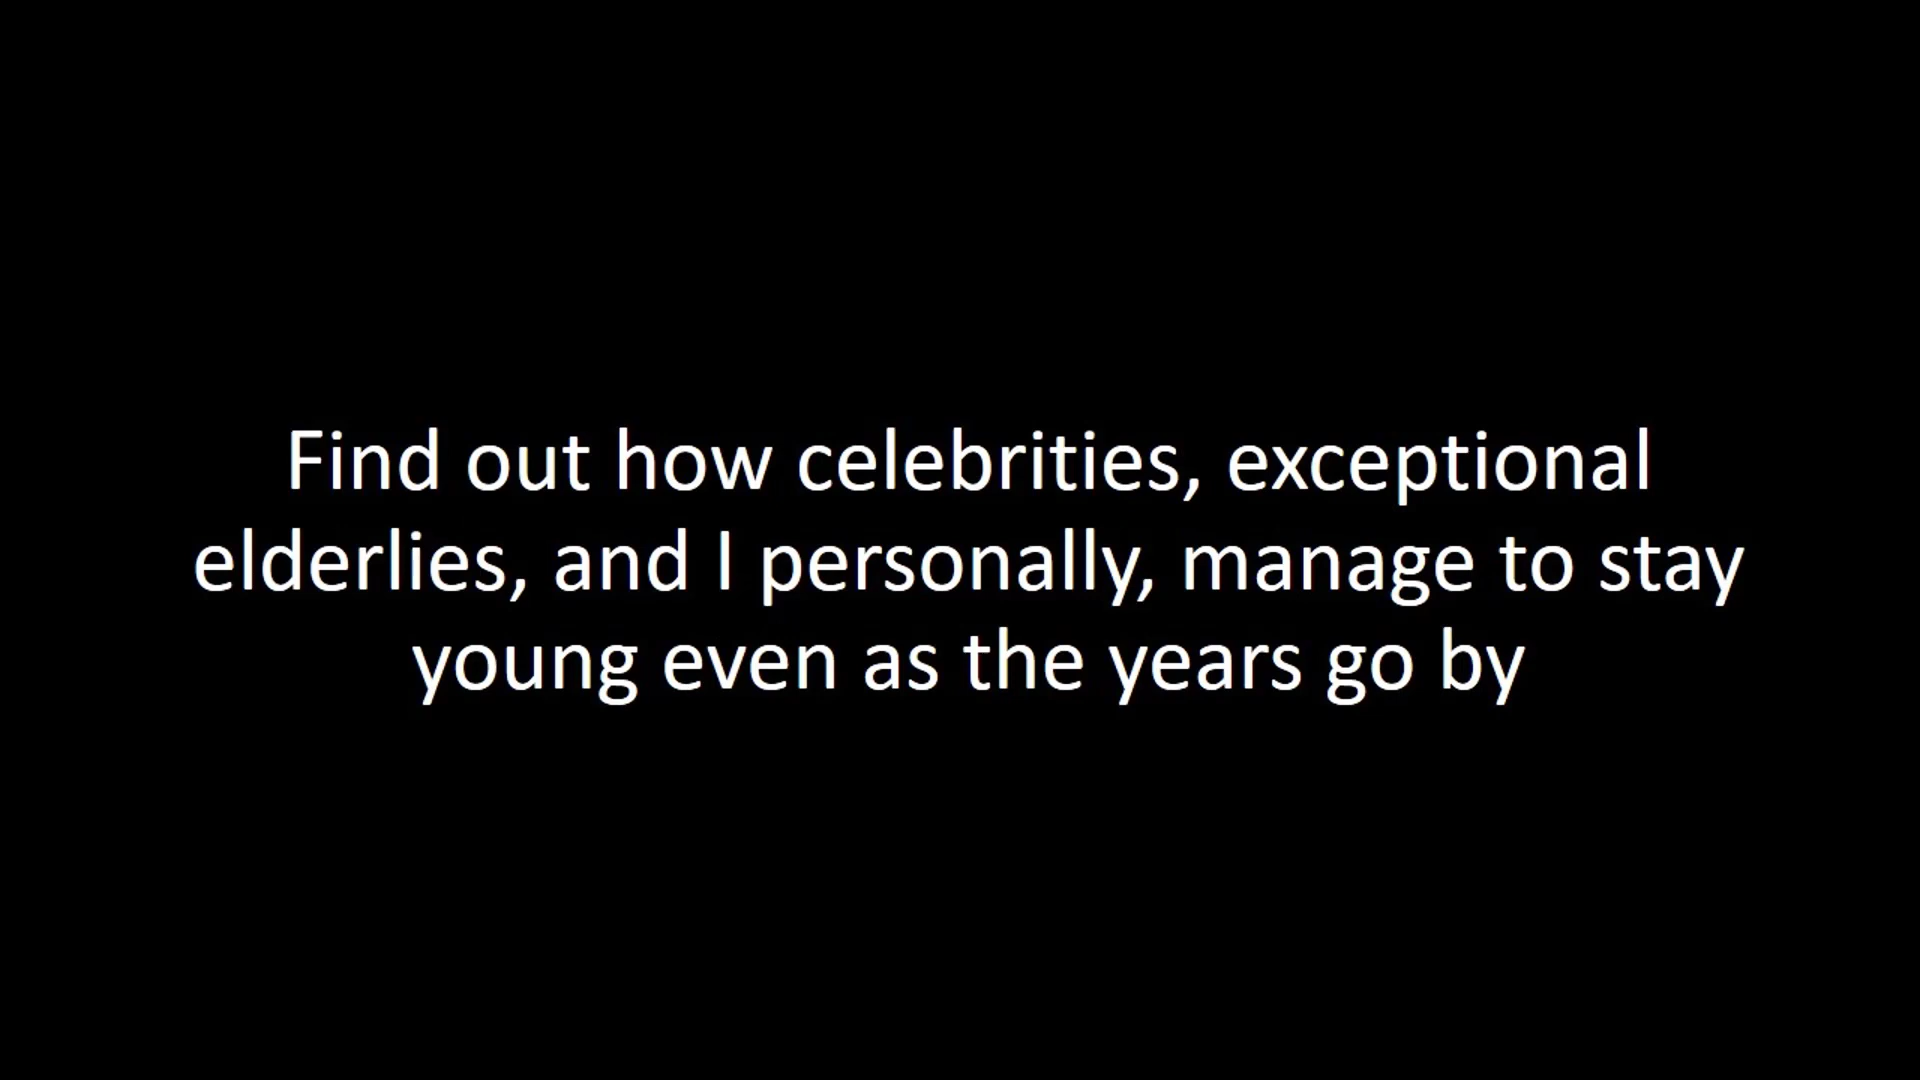 Find out how celebrities, exceptional
elderlies, and I personally, manage to stay
young even as the years go by